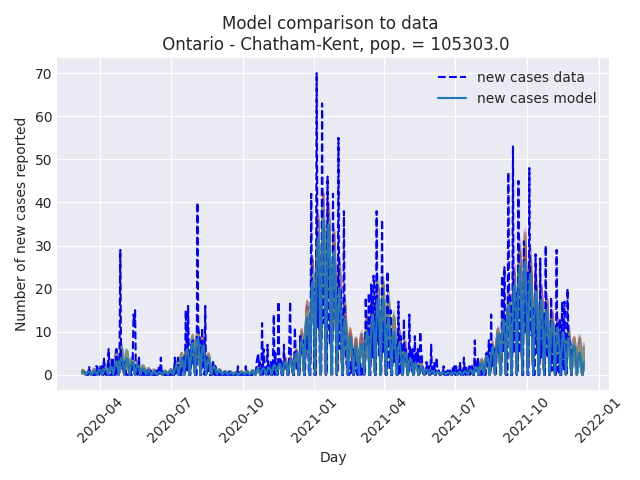 Model comparison to data
Ontario - Chatham-Kent, pop. = 105303.0
new cases data
new cases model
Number of new cases reported
70
60
50
40
30
20
10
0
2020-04
2020-07
2020-10
2021-01
2021-04
2021-07
2021-10
2022-01
Day